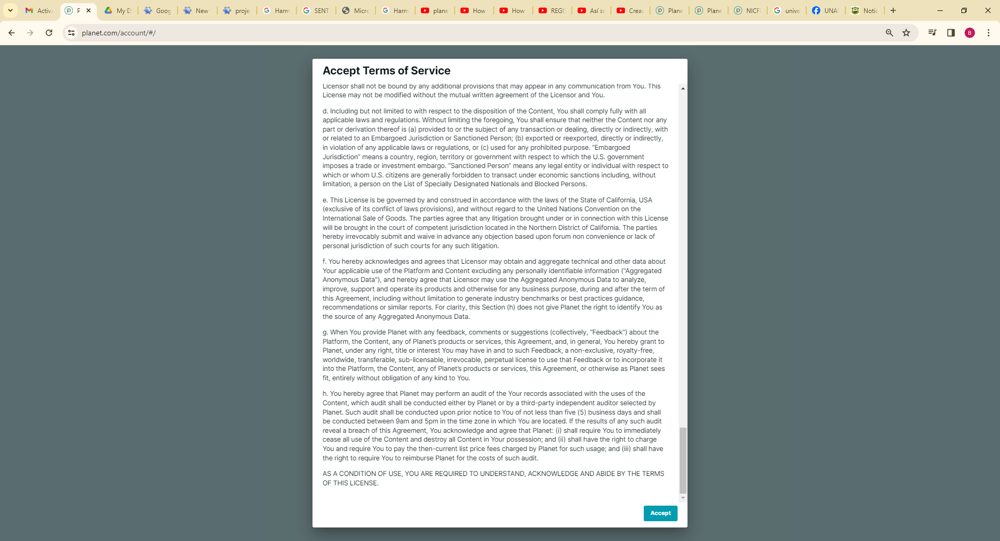 Activa
P
My D
Goog
New
proje
Harm
SENT
Micro
Harm
plane
How
How
REGIS
Así se
Creac
Plane
Plane
NICFI
unive
UNAS
Notic
planet.com/account/#/
B
Accept Terms of Service
Licensor shall not be bound by any additional provisions that may appear in any communication from You. This
License may not be modified without the mutual written agreement of the Licensor and You.
d. Including but not limited to with respect to the disposition of the Content, You shall comply fully with all
applicable laws and regulations. Without limiting the foregoing, You shall ensure that neither the Content nor any
part or derivation thereof is (a) provided to or the subject of any transaction or dealing, directly or indirectly, with
or related to an Embargoed Jurisdiction or Sanctioned Person; (b) exported or reexported, directly or indirectly,
in violation of any applicable laws or regulations, or (c) used for any prohibited purpose. “Embargoed
Jurisdiction” means a country, region, territory or government with respect to which the U.S. government
imposes a trade or investment embargo. “Sanctioned Person” means any legal entity or individual with respect to
which or whom U.S. citizens are generally forbidden to transact under economic sanctions including, without
limitation, a person on the List of Specially Designated Nationals and Blocked Persons.
e. This License is be governed by and construed in accordance with the laws of the State of California, USA
(exclusive of its conflict of laws provisions), and without regard to the United Nations Convention on the
International Sale of Goods. The parties agree that any litigation brought under or in connection with this License
will be brought in the court of competent jurisdiction located in the Northern District of California. The parties
hereby irrevocably submit and waive in advance any objection based upon forum non convenience or lack of
personal jurisdiction of such courts for any such litigation.
f. You hereby acknowledges and agrees that Licensor may obtain and aggregate technical and other data about
Your applicable use of the Platform and Content excluding any personally identifiable information ("Aggregated
Anonymous Data"), and hereby agree that Licensor may use the Aggregated Anonymous Data to analyze,
improve, support and operate its products and otherwise for any business purpose, during and after the term of
this Agreement, including without limitation to generate industry benchmarks or best practices guidance,
recommendations or similar reports. For clarity, this Section (h) does not give Planet the right to identify You as
the source of any Aggregated Anonymous Data.
g. When You provide Planet with any feedback, comments or suggestions (collectively, “Feedback”) about the
Platform, the Content, any of Planet’s products or services, this Agreement, and, in general, You hereby grant to
Planet, under any right, title or interest You may have in and to such Feedback, a non-exclusive, royalty-free,
worldwide, transferable, sub-licensable, irrevocable, perpetual license to use that Feedback or to incorporate it
into the Platform, the Content, any of Planet’s products or services, this Agreement, or otherwise as Planet sees
fit, entirely without obligation of any kind to You.
h. You hereby agree that Planet may perform an audit of the Your records associated with the uses of the
Content, which audit shall be conducted either by Planet or by a third-party independent auditor selected by
Planet. Such audit shall be conducted upon prior notice to You of not less than five (5) business days and shall
be conducted between 9am and 5pm in the time zone in which You are located. If the results of any such audit
reveal a breach of this Agreement, You acknowledge and agree that Planet: (i) shall require You to immediately
cease all use of the Content and destroy all Content in Your possession; and (ii) shall have the right to charge
You and require You to pay the then-current list price fees charged by Planet for such usage; and (iii) shall have
the right to require You to reimburse Planet for the costs of such audit.
AS A CONDITION OF USE, YOU ARE REQUIRED TO UNDERSTAND, ACKNOWLEDGE AND ABIDE BY THE TERMS
OF THIS LICENSE.
Accept